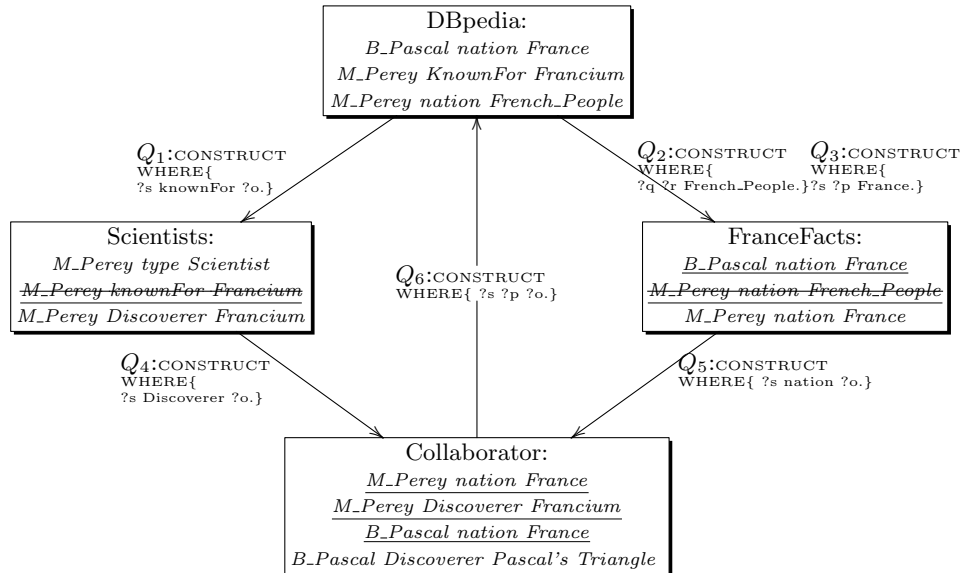 DBpedia:
B_Pascal nation France
M_Perey KnownFor Francium
M_Perey nation French_People
Q1:CONSTRUCT
WHERE{
?s knownFor ?o.}
Q2:CONSTRUCT
WHERE{
?q ?r French_People.}
Q3:CONSTRUCT
WHERE{
?s ?p France.}
Scientists:
M_Perey type Scientist
M_Perey knownFor Francium
M_Perey Discoverer Francium
Q6:CONSTRUCT
WHERE{ ?s ?p ?o.}
FranceFacts:
B_Pascal nation France
M_Perey nation French_People
M_Perey nation France
Q4:CONSTRUCT
WHERE{
?s Discoverer ?o.}
Q5:CONSTRUCT
WHERE{ ?s nation ?o.}
Collaborator:
M_Perey nation France
M_Perey Discoverer Francium
B_Pascal nation France
B_Pascal Discoverer Pascal's Triangle